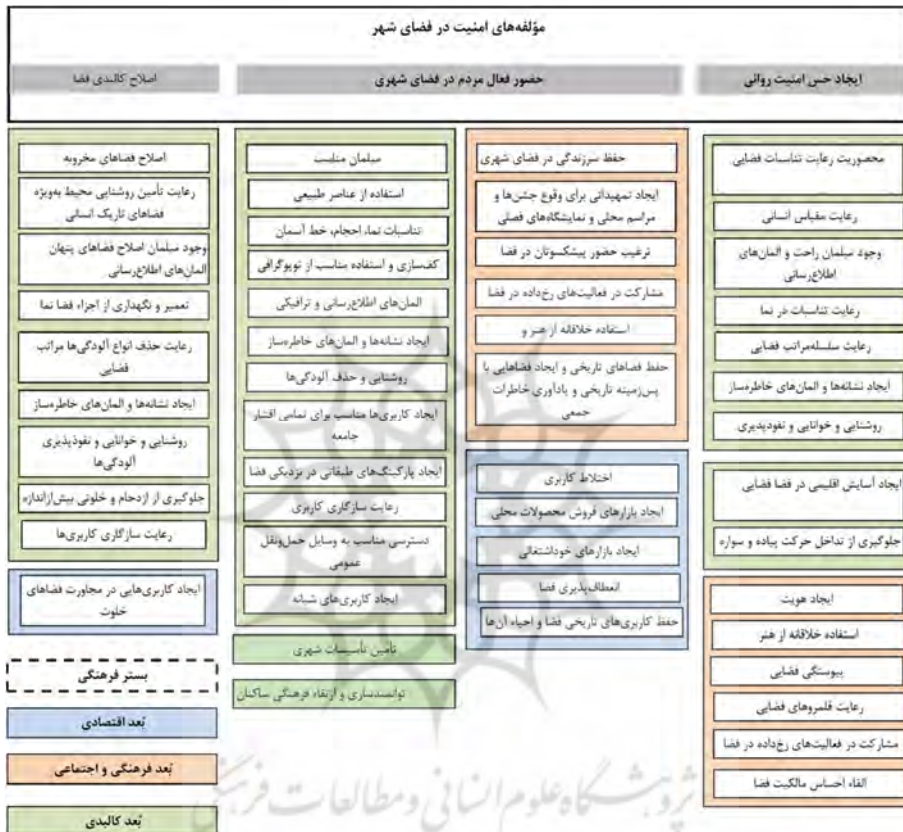 مؤلفه‌های امنیت در فضای شهر
ایجاد حس امنیت روانی
حضور فعال مردم در فضای شهری
اصلاح کالبدی فضا
محصوریت رعایت تناسبات فضایی
رعایت مقیاس انسانی
وجود مبلمان راحت و المان‌های
اطلاع‌رسانی
رعایت تناسبات در نما
رعایت سلسله‌مراتب فضایی
ایجاد نشانه‌ها و المان‌های خاطره‌ساز
روشنایی و خوانایی و نفوذپذیری
ایجاد آسایش اقلیمی در فضا فضایی
جلوگیری از تداخل حرکت پیاده و سواره
ایجاد هویت
استفاده خلاقانه از هنر
پیوستگی فضایی
رعایت قلمروهای فضایی
مشارکت در فعالیت‌های رخ‌داده در فضا
القاء احساس مالکیت فضا
حفظ سرزندگی در فضای شهری
ایجاد تمهیداتی برای وقوع جشن‌ها و
مراسم محلی و نمایشگاه‌های فصلی
ترغیب حضور پیشکسوتان در فضا
مشارکت در فعالیت‌های رخ‌داده در فضا
استفاده خلاقانه از هنر و
حفظ فضاهای تاریخی و ایجاد فضاهایی با
پس‌زمینه تاریخی و یادآوری خاطرات
جمعی
اختلاط کاربری
ایجاد بازارهای فروش محصولات محلی
ایجاد بازارهای خوداشتغالی
انعطاف‌پذیری فضا
حفظ کاربری‌های تاریخی فضا و احیاء آن‌ها
مبلمان مناسب
استفاده از عناصر طبیعی
تناسبات نما، احجام، خط آسمان
کف‌سازی و استفاده مناسب از توپوگرافی
المان‌های اطلاع‌رسانی و ترافیکی
ایجاد نشانه‌ها و المان‌های خاطره‌ساز
روشنایی و حذف آلودگی‌ها
ایجاد کاربری‌ها مناسب برای تمامی اقشار
جامعه
ایجاد پارکینگ‌های طبقاتی در نزدیکی فضا
رعایت سازگاری کاربری
دسترسی مناسب به وسایل حمل‌ونقل
عمومی
ایجاد کاربری‌های شبانه
تأمین تأسیسات شهری
توانمندسازی و ارتقاء فرهنگی ساکنان
اصلاح فضاهای مخروبه
رعایت تأمین روشنایی محیط به‌ویژه
فضاهای تاریک انسانی
وجود مبلمان اصلاح فضاهای پنهان
المان‌های اطلاع‌رسانی
تعمیر و نگهداری از اجزاء فضا نما
رعایت حذف انواع آلودگی‌ها مراتب
فضایی
ایجاد نشانه‌ها و المان‌های خاطره‌ساز
روشنایی و خوانایی و نفوذپذیری
آلودگی‌ها
جلوگیری از ازدحام و خلوتی بیش‌ازاندازه
رعایت سازگاری کاربری‌ها
ایجاد کاربری‌هایی در مجاورت فضاهای
خلوت
بستر فرهنگی
بُعد اقتصادی
بُعد فرهنگی و اجتماعی
بُعد کالبدی
پژوهشگاه علوم انسانی و مطالعات فرهنگی